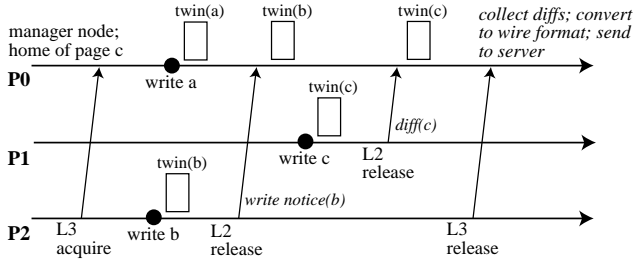 twin(a)
twin(b)
twin(c)
collect diffs; convert
to wire format; send
to server
manager node;
home of page c
P0
write a
twin(c)
diff(c)
P1
write c
L2
release
twin(b)
write notice(b)
P2
L3
acquire
write b
L2
release
L3
release